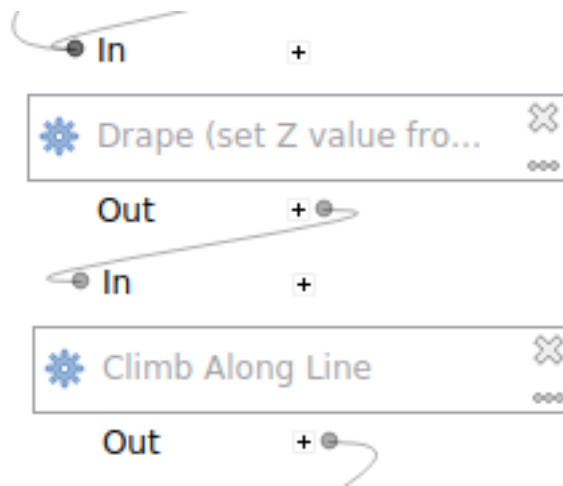 In
Drape (set Z value fro...
Out
In
Climb Along Line
Out